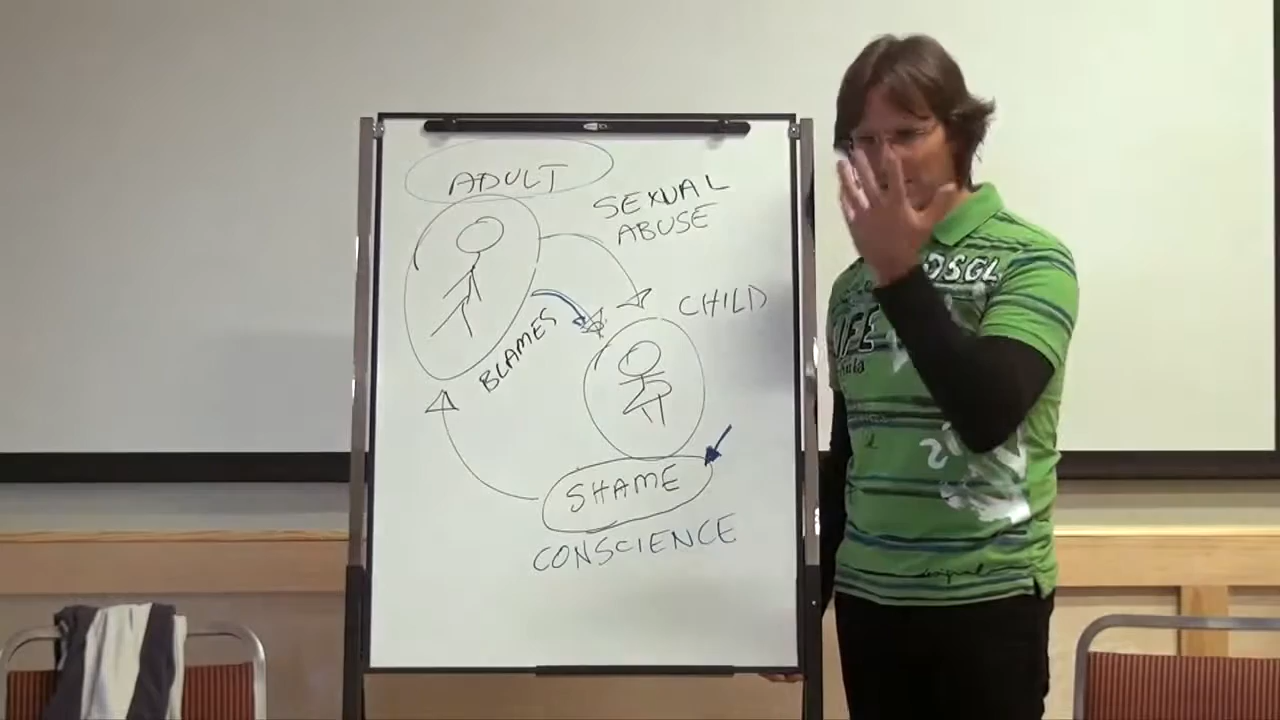 ADULT
SEXUAL
ABUSE
CHILD
BLAMES
SHAME
CONSCIENCE
DSGL
LIFE